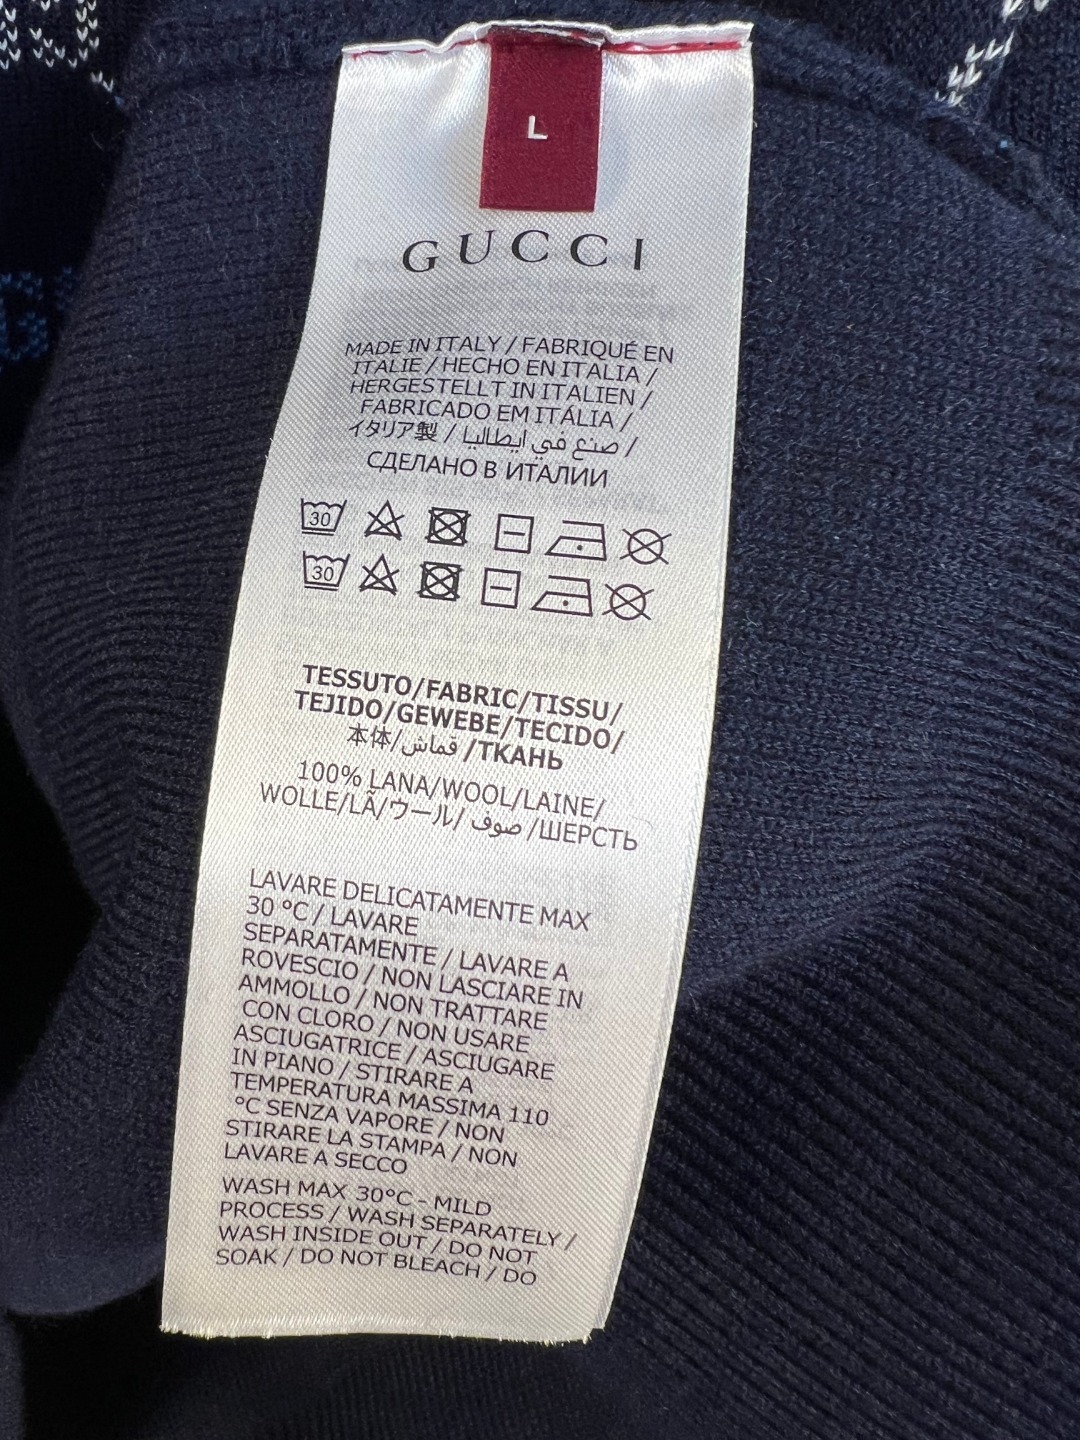 L
GUCCI
MADE IN ITALY / FABRIQUÉ EN
ITALIE / HECHO EN ITALIA /
HERGESTELLT IN ITALIEN /
FABRICADO EM ITÁLIA /
イタリア製 / صنع في ايطاليا /
СДЕЛАНО В ИТАЛИИ
30
30
TESSUTO/FABRIC/TISSU/
TEJIDO/GEWEBE/TECIDO/
本体/قماش /ТКАНЬ
100% LANA/WOOL/LAINE/
WOLLE/LÃ/ウール/ صوف /ШЕРСТЬ
LAVARE DELICATAMENTE MAX
30 °C / LAVARE
SEPARATAMENTE / LAVARE A
ROVESCIO / NON LASCIARE IN
AMMOLLO / NON TRATTARE
CON CLORO / NON USARE
ASCIUGATRICE / ASCIUGARE
IN PIANO / STIRARE A
TEMPERATURA MASSIMA 110
°C SENZA VAPORE / NON
STIRARE LA STAMPA / NON
LAVARE A SECCO
WASH MAX 30°C - MILD
PROCESS / WASH SEPARATELY /
WASH INSIDE OUT / DO NOT
SOAK / DO NOT BLEACH / DO